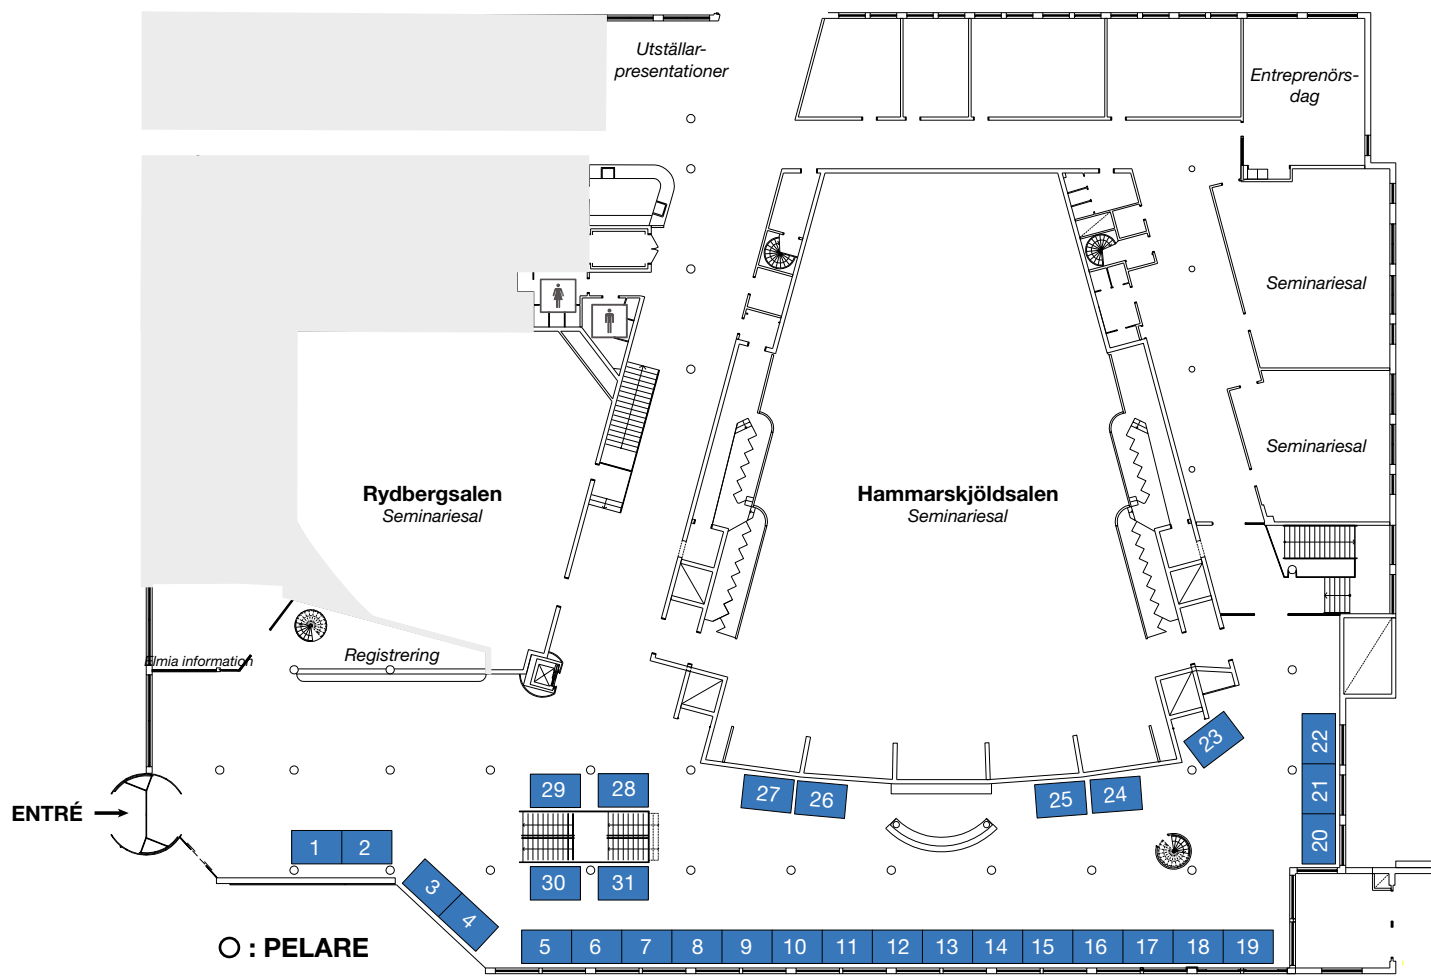 Utställar-
presentationer
Entreprenörs-
dag
Seminariesal
Seminariesal
Rydbergsalen
Seminariesal
Hammarskjöldsalen
Seminariesal
Elmia information
Registrering
ENTRÉ
1
2
3
4
5
6
7
8
9
10
11
12
13
14
15
16
17
18
19
20
21
22
23
24
25
26
27
28
29
30
31
: PELARE